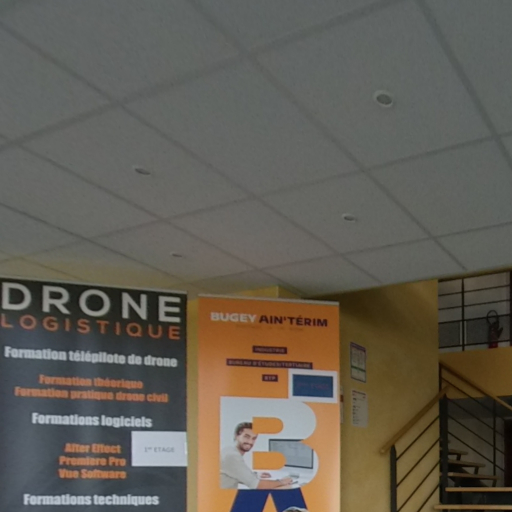 DRONE
LOGISTIQUE
Formation télépilote de drone
Formation théorique
Formation pratique drone civil
Formations logiciels
After Effect
Premiere Pro
Vue Software
1er ETAGE
Formations techniques
BUGEY AIN'TÉRIM
INDUSTRIE
BUREAU D'ÉTUDES/TERTIAIRE
BTP
B